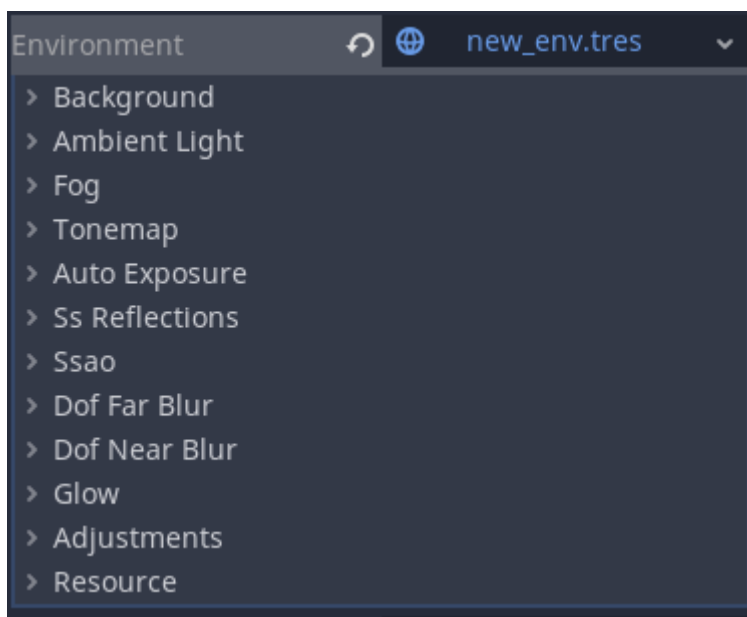 Environment new_env.tres
Background
Ambient Light
Fog
Tonemap
Auto Exposure
Ss Reflections
Ssao
Dof Far Blur
Dof Near Blur
Glow
Adjustments
Resource